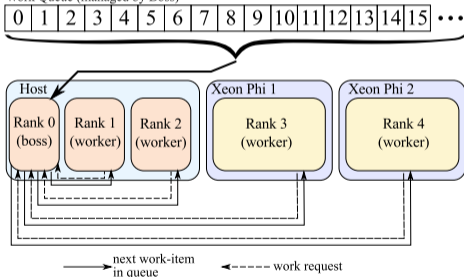 Work Queue (managed by Boss)
0 1 2 3 4 5 6 7 8 9 10 11 12 13 14 15 •••
Host
Xeon Phi 1
Xeon Phi 2
Rank 0
(boss)
Rank 1
(worker)
Rank 2
(worker)
Rank 3
(worker)
Rank 4
(worker)
next work-item
in queue
work request